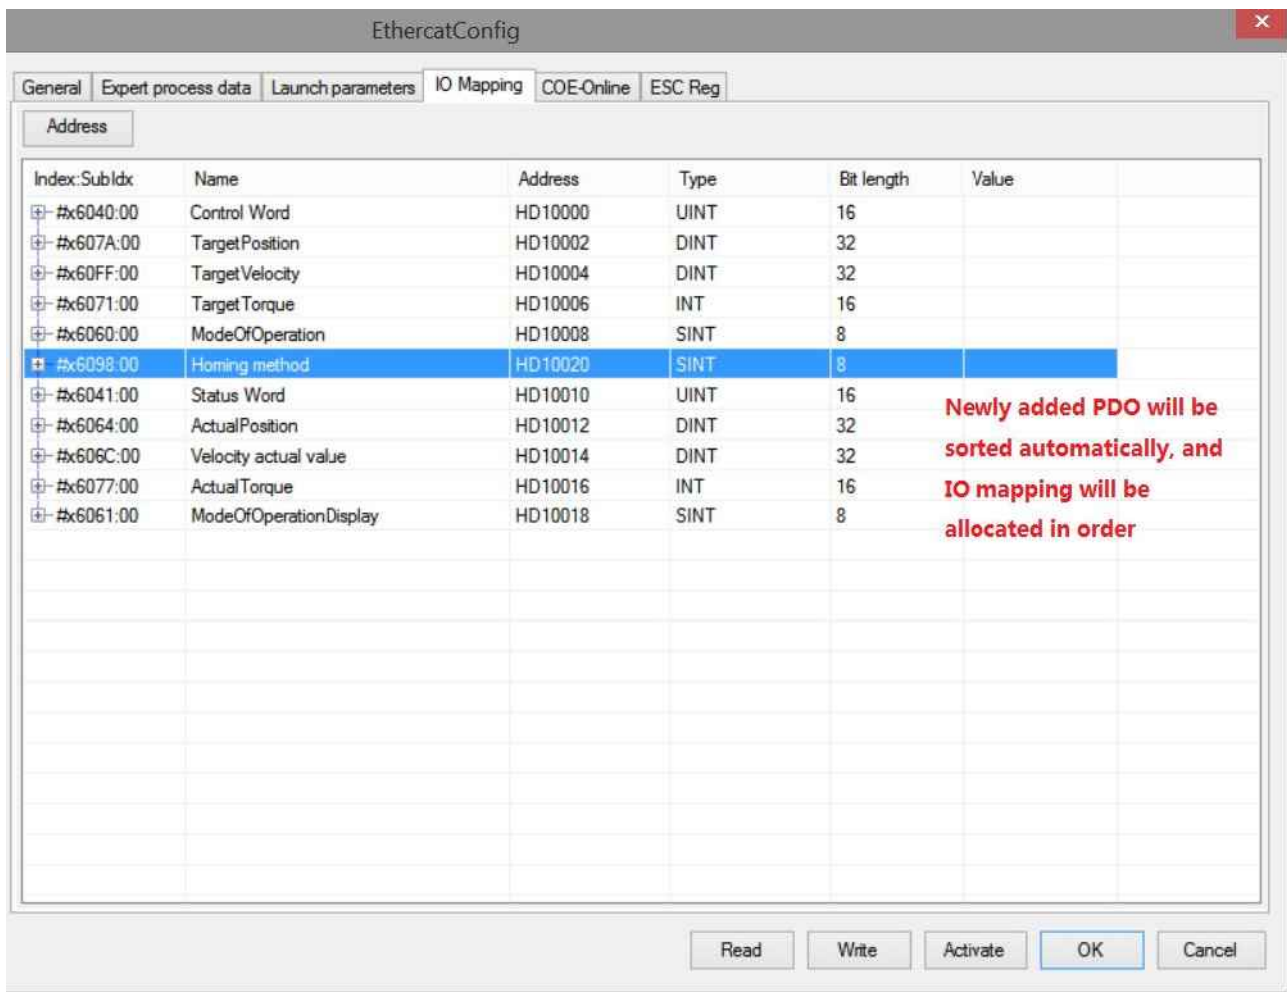 EthercatConfig
General Expert process data Launch parameters IO Mapping COE-Online ESC Reg
Address
Index:SubIdx Name Address Type Bit length Value
#x6040:00 Control Word HD10000 UINT 16
#x607A:00 TargetPosition HD10002 DINT 32
#x60FF:00 TargetVelocity HD10004 DINT 32
#x6071:00 TargetTorque HD10006 INT 16
#x6060:00 ModeOfOperation HD10008 SINT 8
#x6098:00 Homing method HD10020 SINT 8
#x6041:00 Status Word HD10010 UINT 16
#x6064:00 ActualPosition HD10012 DINT 32
#x606C:00 Velocity actual value HD10014 DINT 32
#x6077:00 ActualTorque HD10016 INT 16
#x6061:00 ModeOfOperationDisplay HD10018 SINT 8
Newly added PDO will be
sorted automatically, and
IO mapping will be
allocated in order
Read Write Activate OK Cancel